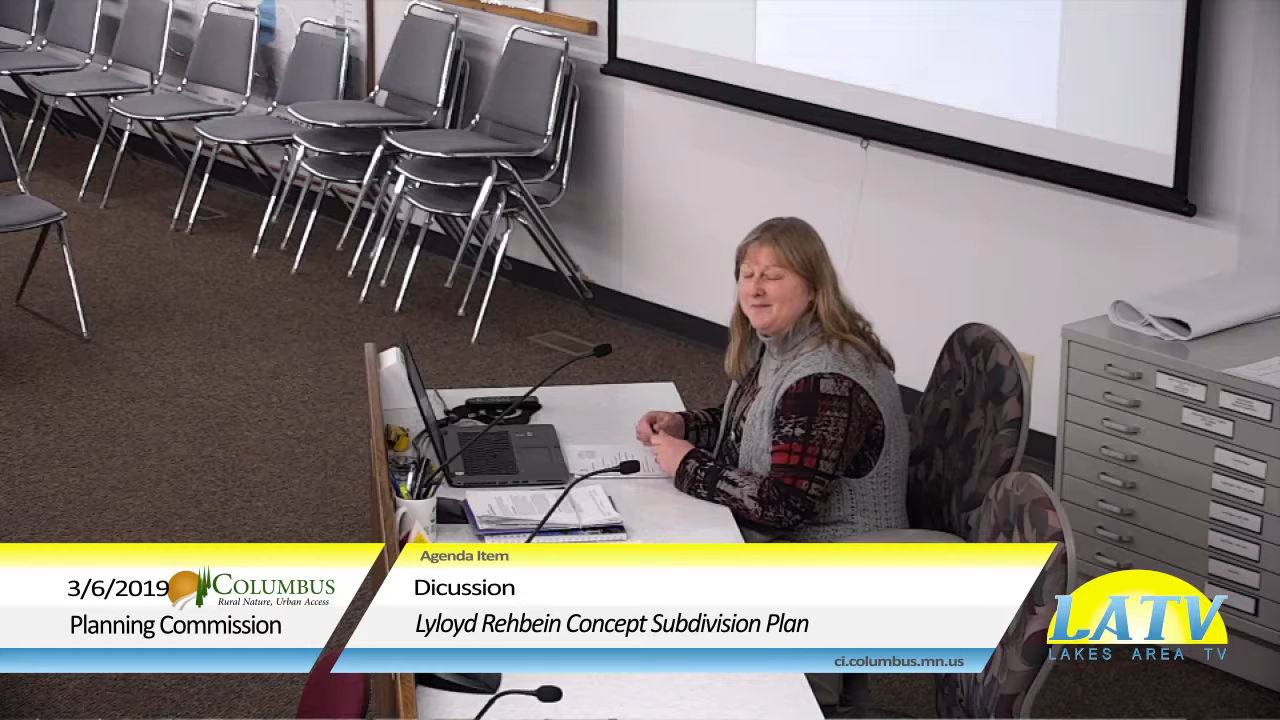 Agenda Item
3/6/2019
COLUMBUS
Rural Nature, Urban Access
Dicussion
Planning Commission
Lyloyd Rehbein Concept Subdivision Plan
ci.columbus.mn.us
LATV
LAKES AREA TV